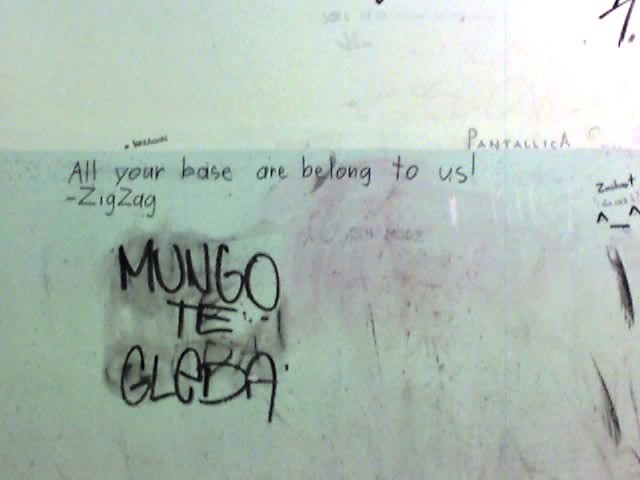 PANTALLICA
All your base are belong to us!
-ZigZag
^_^
MUNGO
TE
GLEBA